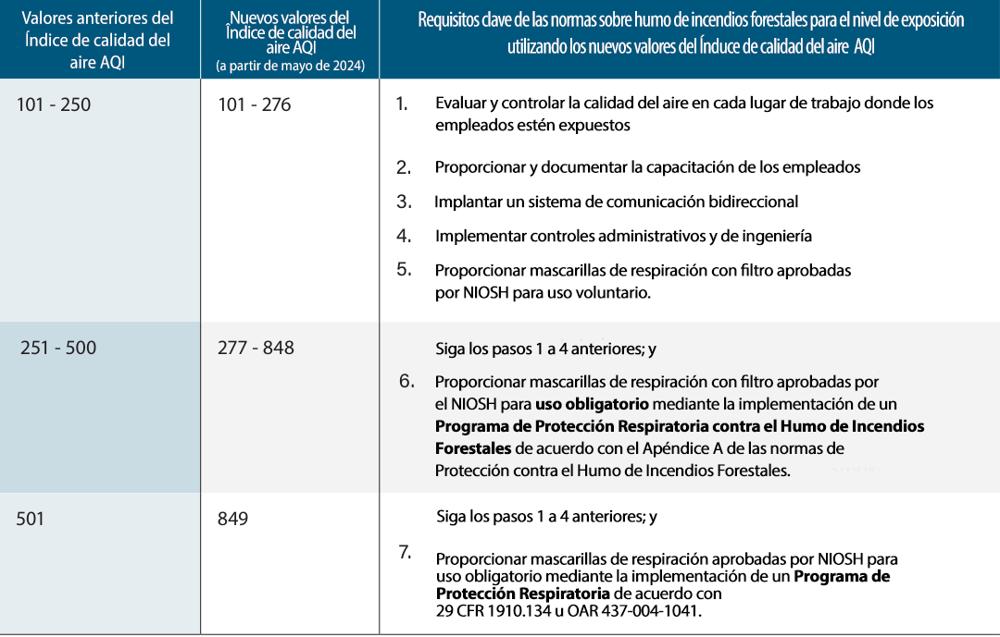 Valores anteriores del
Índice de calidad del
aire AQI
Nuevos valores del
Índice de calidad del
aire AQI
(a partir de mayo de 2024)
Requisitos clave de las normas sobre humo de incendios forestales para el nivel de exposición
utilizando los nuevos valores del Índuce de calidad del aire AQI
101 - 250
101 - 276
1. Evaluar y controlar la calidad del aire en cada lugar de trabajo donde los
empleados estén expuestos
2. Proporcionar y documentar la capacitación de los empleados
3. Implantar un sistema de comunicación bidireccional
4. Implementar controles administrativos y de ingeniería
5. Proporcionar mascarillas de respiración con filtro aprobadas
por NIOSH para uso voluntario.
251 - 500
277 - 848
Siga los pasos 1 a 4 anteriores; y
6. Proporcionar mascarillas de respiración con filtro aprobadas por
el NIOSH para uso obligatorio mediante la implementación de un
Programa de Protección Respiratoria contra el Humo de Incendios
Forestales de acuerdo con el Apéndice A de las normas de
Protección contra el Humo de Incendios Forestales.
501
849
Siga los pasos 1 a 4 anteriores; y
7. Proporcionar mascarillas de respiración aprobadas por NIOSH para
uso obligatorio mediante la implementación de un Programa de
Protección Respiratoria de acuerdo con
29 CFR 1910.134 u OAR 437-004-1041.